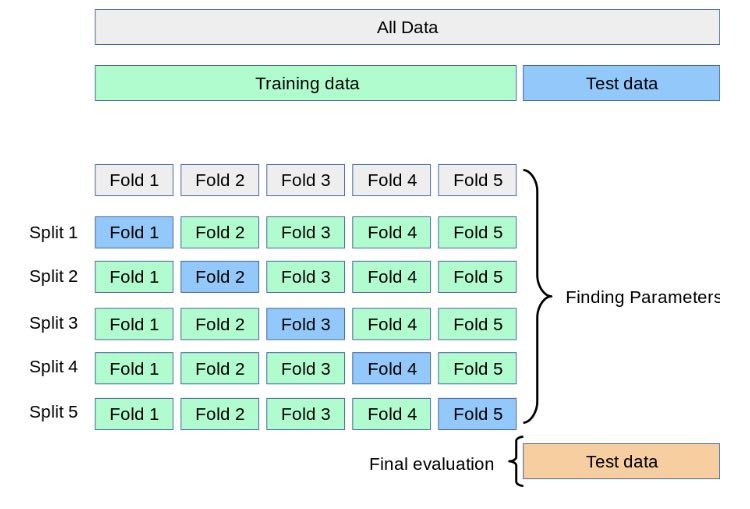 All Data
Training data Test data
Fold 1 Fold 2 Fold 3 Fold 4 Fold 5
Split 1 Fold 1 Fold 2 Fold 3 Fold 4 Fold 5
Split 2 Fold 1 Fold 2 Fold 3 Fold 4 Fold 5
Finding Parameters
Split 3 Fold 1 Fold 2 Fold 3 Fold 4 Fold 5
Split 4 Fold 1 Fold 2 Fold 3 Fold 4 Fold 5
Split 5 Fold 1 Fold 2 Fold 3 Fold 4 Fold 5
Final evaluation Test data